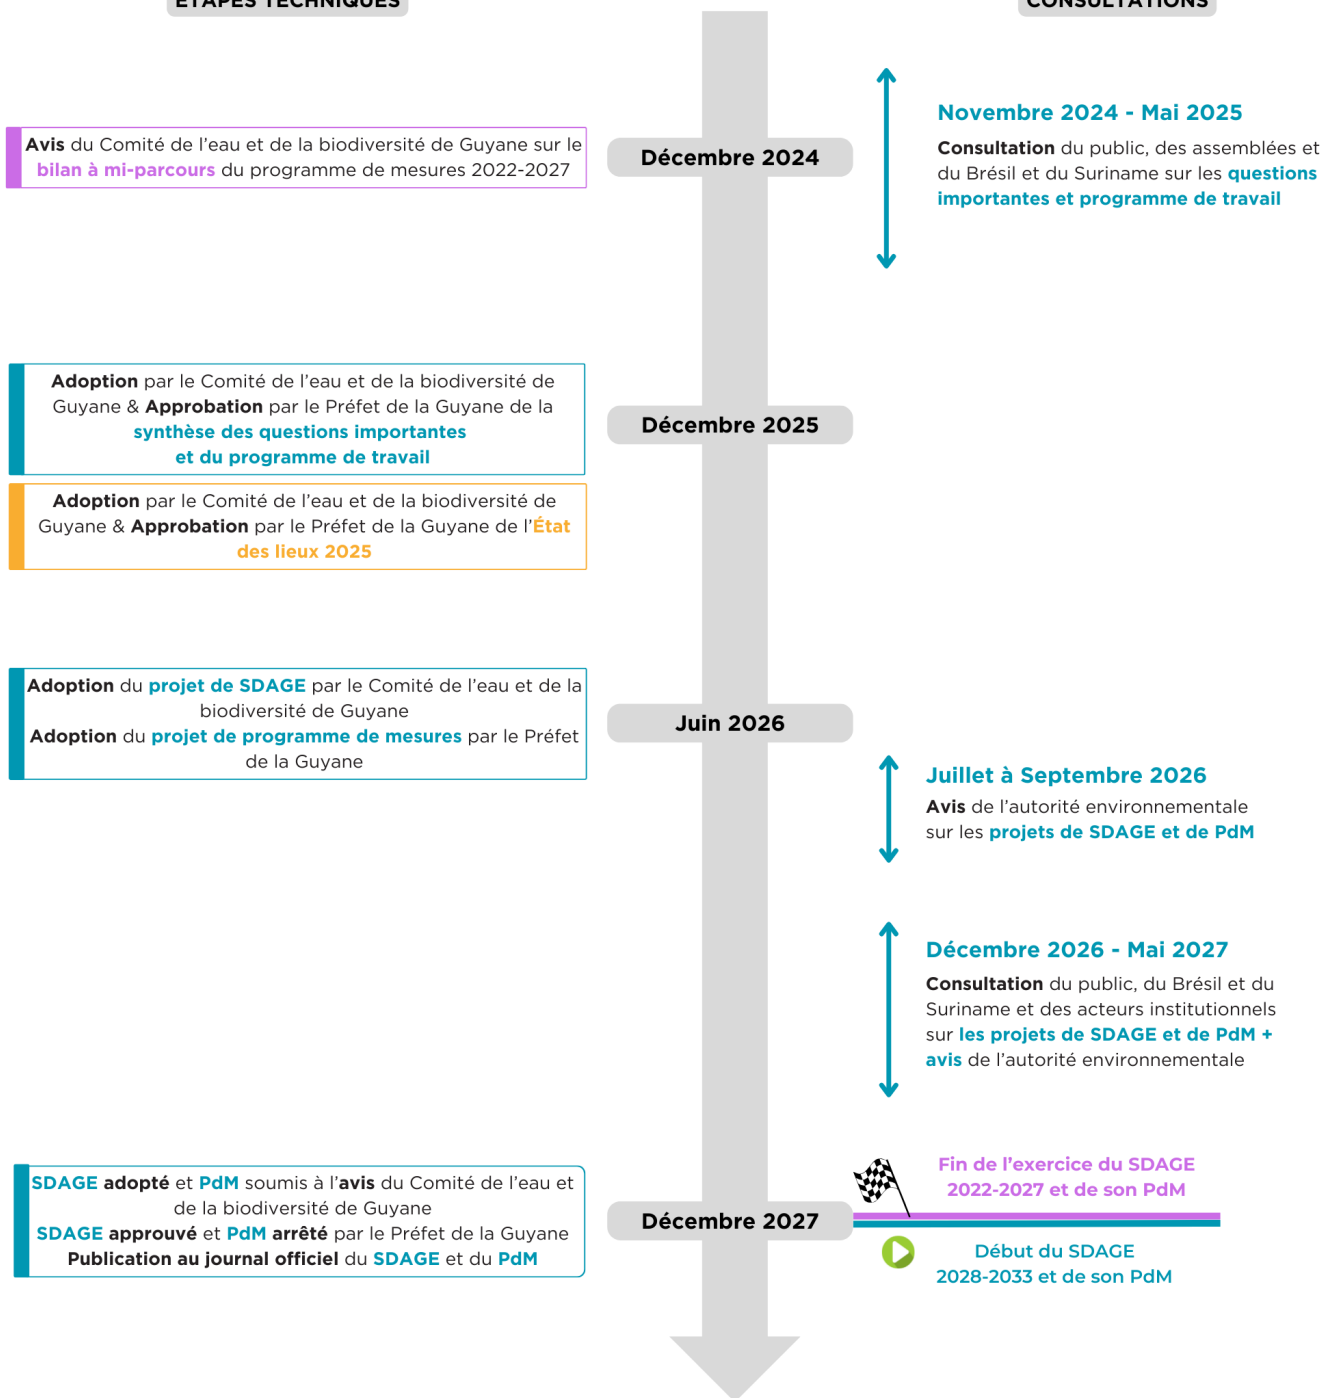 ÉTAPES TECHNIQUES
CONSULTATIONS
Novembre 2024 - Mai 2025
Consultation du public, des assemblées et
du Brésil et du Suriname sur les questions
importantes et programme de travail
Avis du Comité de l'eau et de la biodiversité de Guyane sur le
bilan à mi-parcours du programme de mesures 2022-2027
Décembre 2024
Adoption par le Comité de l'eau et de la biodiversité de
Guyane & Approbation par le Préfet de la Guyane de la
synthèse des questions importantes
et du programme de travail
Décembre 2025
Adoption par le Comité de l'eau et de la biodiversité de
Guyane & Approbation par le Préfet de la Guyane de l'État
des lieux 2025
Adoption du projet de SDAGE par le Comité de l'eau et de la
biodiversité de Guyane
Adoption du projet de programme de mesures par le Préfet
de la Guyane
Juin 2026
Juillet à Septembre 2026
Avis de l'autorité environnementale
sur les projets de SDAGE et de PdM
Décembre 2026 - Mai 2027
Consultation du public, du Brésil et du
Suriname et des acteurs institutionnels
sur les projets de SDAGE et de PdM +
avis de l'autorité environnementale
SDAGE adopté et PdM soumis à l'avis du Comité de l'eau et
de la biodiversité de Guyane
SDAGE approuvé et PdM arrêté par le Préfet de la Guyane
Publication au journal officiel du SDAGE et du PdM
Décembre 2027
Fin de l'exercice du SDAGE
2022-2027 et de son PdM
Début du SDAGE
2028-2033 et de son PdM